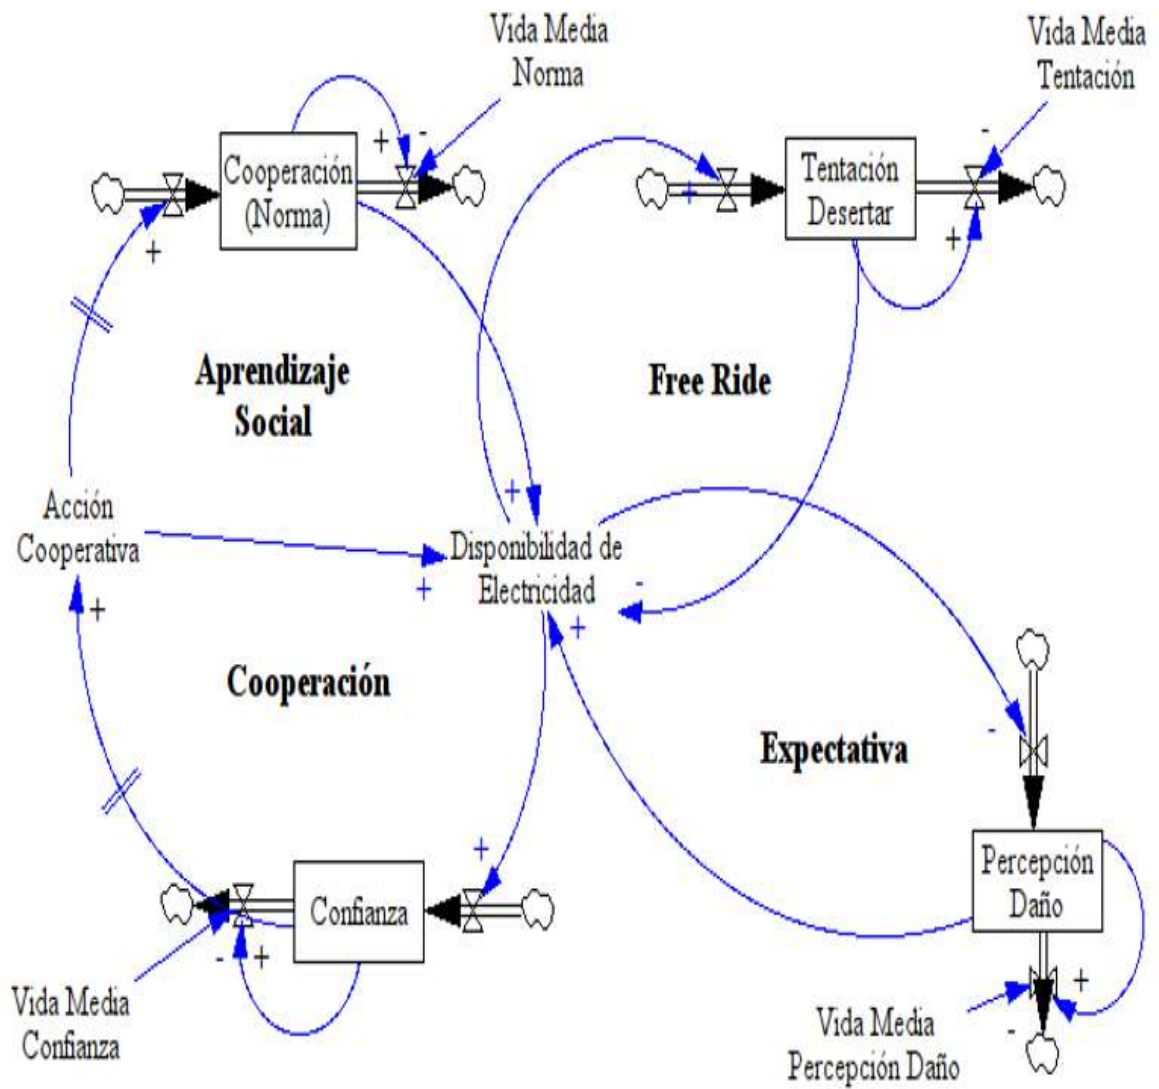 Vida Media
Norma
Vida Media
Tentación
+
-
-
Cooperación
(Norma)
Tentación
Desertar
+
+
+
Aprendizaje
Social
Free Ride
+
Acción
Cooperativa
Disponibilidad de
Electricidad
+
-
+
+
Cooperación
-
Expectativa
+
Percepción
Daño
Confianza
-
+
+
Vida Media
Confianza
-
Vida Media
Percepción Daño